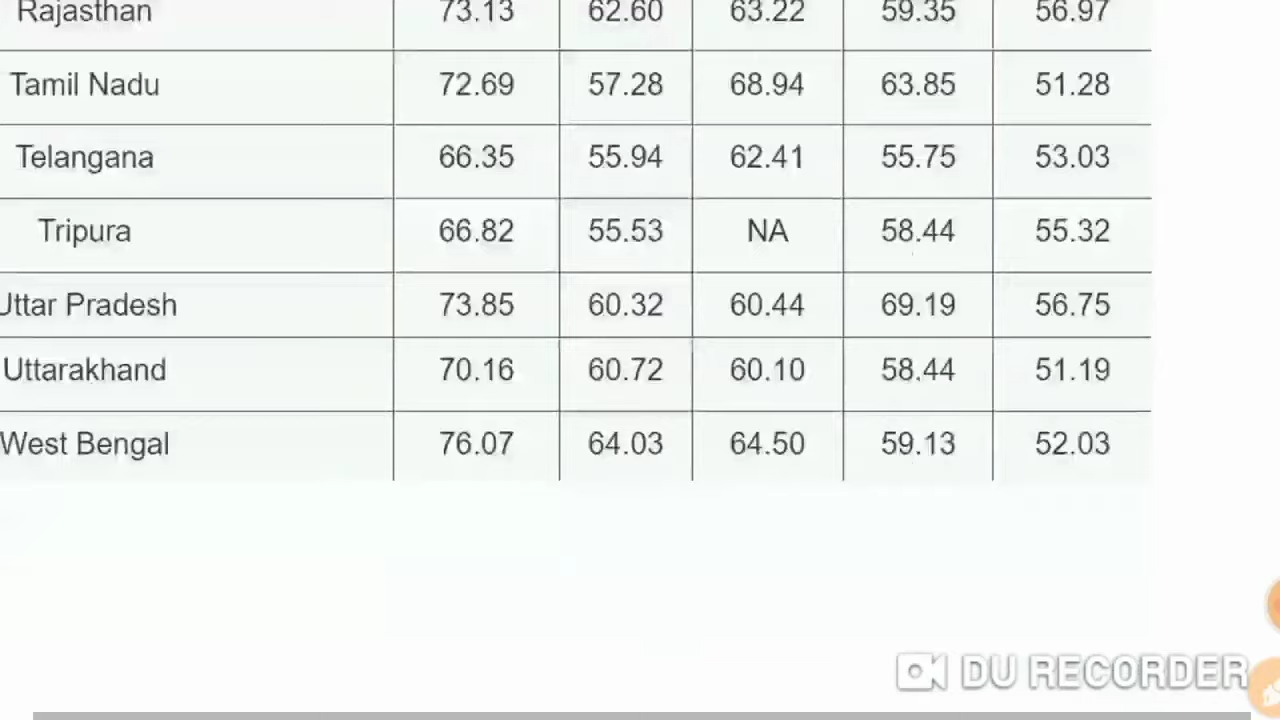 Rajasthan 73.13 62.60 63.22 59.35 56.97
Tamil Nadu 72.69 57.28 68.94 63.85 51.28
Telangana 66.35 55.94 62.41 55.75 53.03
Tripura 66.82 55.53 NA 58.44 55.32
Uttar Pradesh 73.85 60.32 60.44 69.19 56.75
Uttarakhand 70.16 60.72 60.10 58.44 51.19
West Bengal 76.07 64.03 64.50 59.13 52.03
DU RECORDER